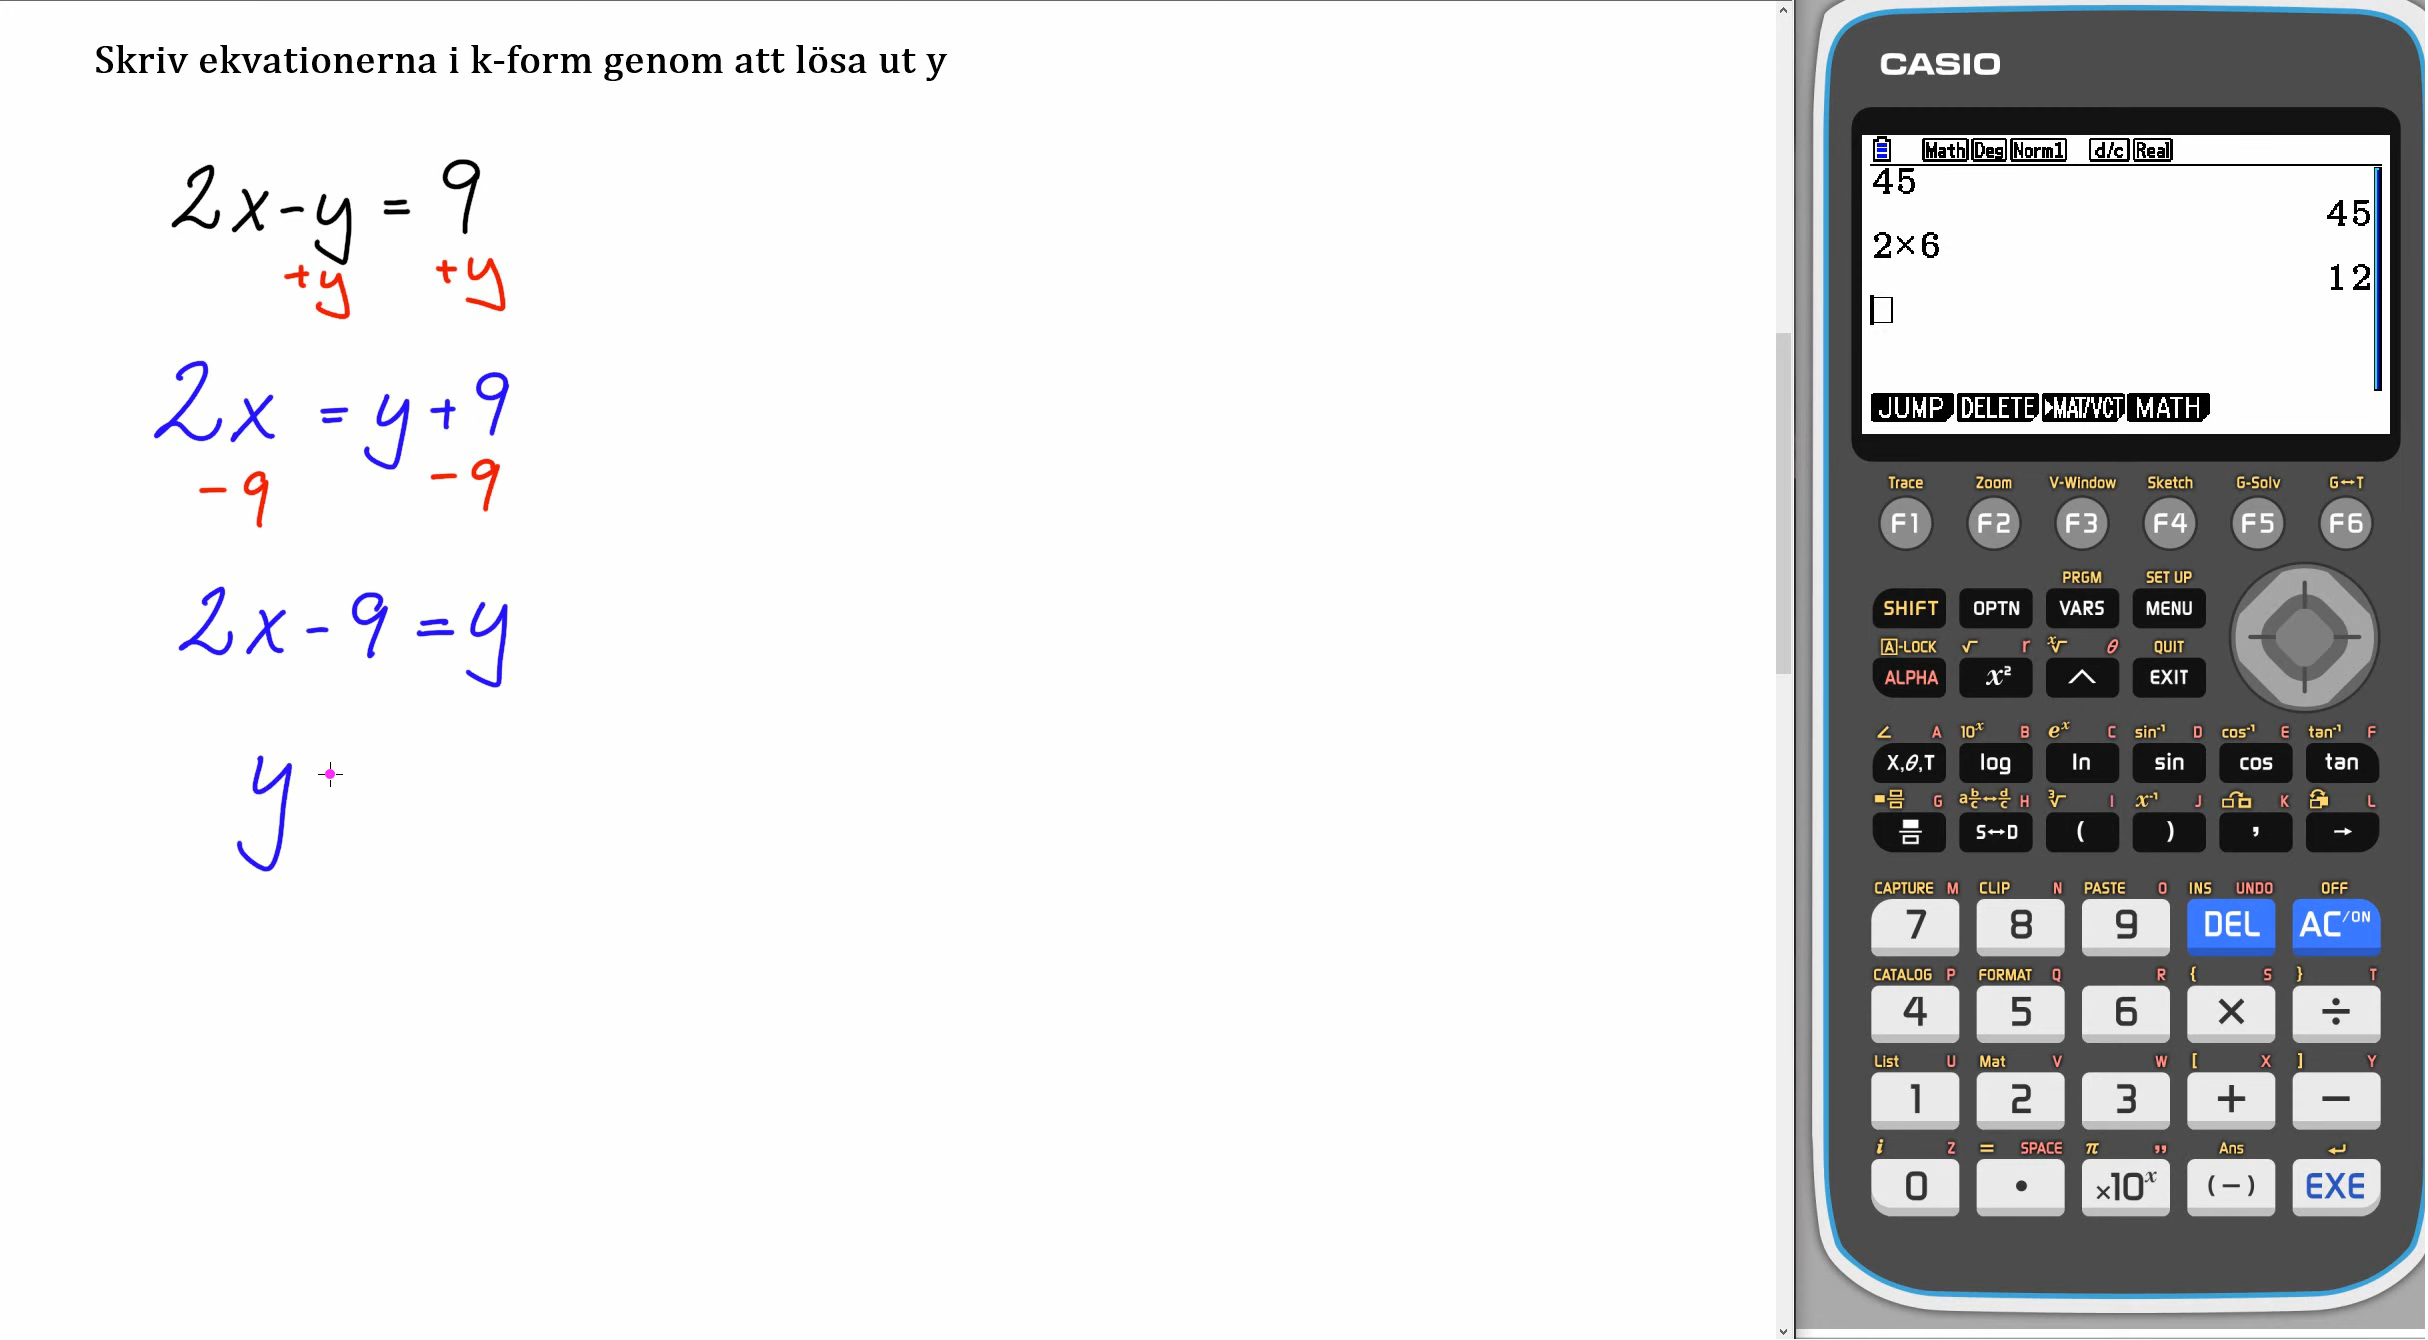 Skriv ekvationerna i k-form genom att lösa ut y
2x-y = 9
+y +y
2x = y+9
-9 -9
2x-9=y
y
CASIO
Math Deg Norm1 d/c Real
45
45
2×6
12
JUMP DELETE ▶MAT/VCT MATH
Trace Zoom V-Window Sketch G-Solv G↔T
F1 F2 F3 F4 F5 F6
PRGM SET UP
SHIFT OPTN VARS MENU
A-LOCK √ r ˣ√ θ QUIT
ALPHA x² ^ EXIT
∠ A 10ˣ B eˣ C sin⁻¹ D cos⁻¹ E tan⁻¹ F
X,θ,T log ln sin cos tan
G a b/c↔d/c H ³√ I x⁻¹ J K L
S↔D ( ) , →
CAPTURE M CLIP N PASTE O INS UNDO OFF
7 8 9 DEL AC/ON
CATALOG P FORMAT Q R { S } T
4 5 6 × ÷
List U Mat V W [ X ] Y
1 2 3 + −
i Z = SPACE π " Ans ↵
0 • ×10ˣ (−) EXE